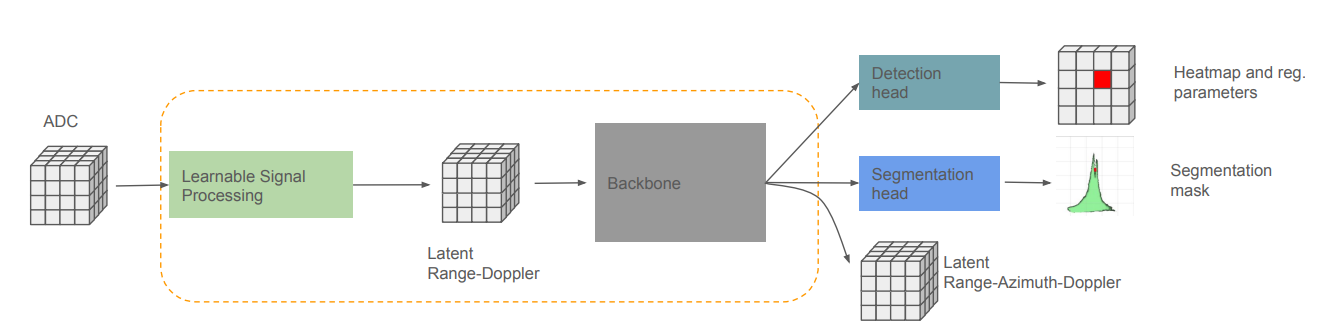 ADC
Learnable Signal
Processing
Latent
Range-Doppler
Backbone
Detection
head
Heatmap and reg.
parameters
Segmentation
head
Segmentation
mask
Latent
Range-Azimuth-Doppler